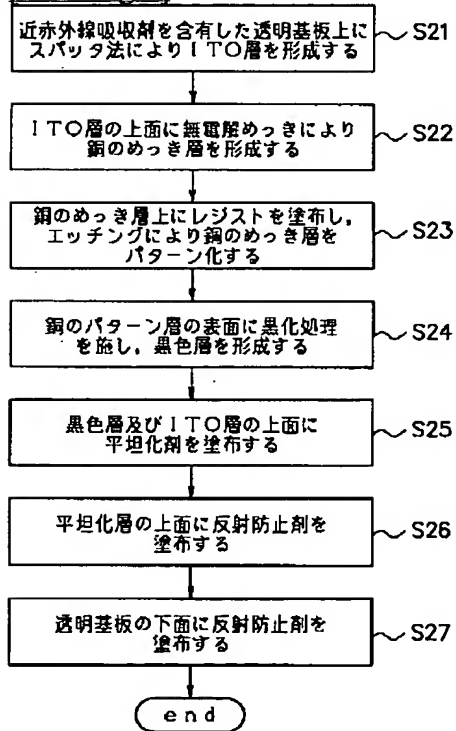 近赤外線吸収剤を含有した透明基板上に
スパッタ法によりITO層を形成する
S21
ITO層の上面に無電解めっきにより
銅のめっき層を形成する
S22
銅のめっき層上にレジストを塗布し,
エッチングにより銅のめっき層を
パターン化する
S23
銅のパターン層の表面に黒化処理
を施し,黒色層を形成する
S24
黒色層及びITO層の上面に
平坦化剤を塗布する
S25
平坦化層の上面に反射防止剤を
塗布する
S26
透明基板の下面に反射防止剤を
塗布する
S27
end